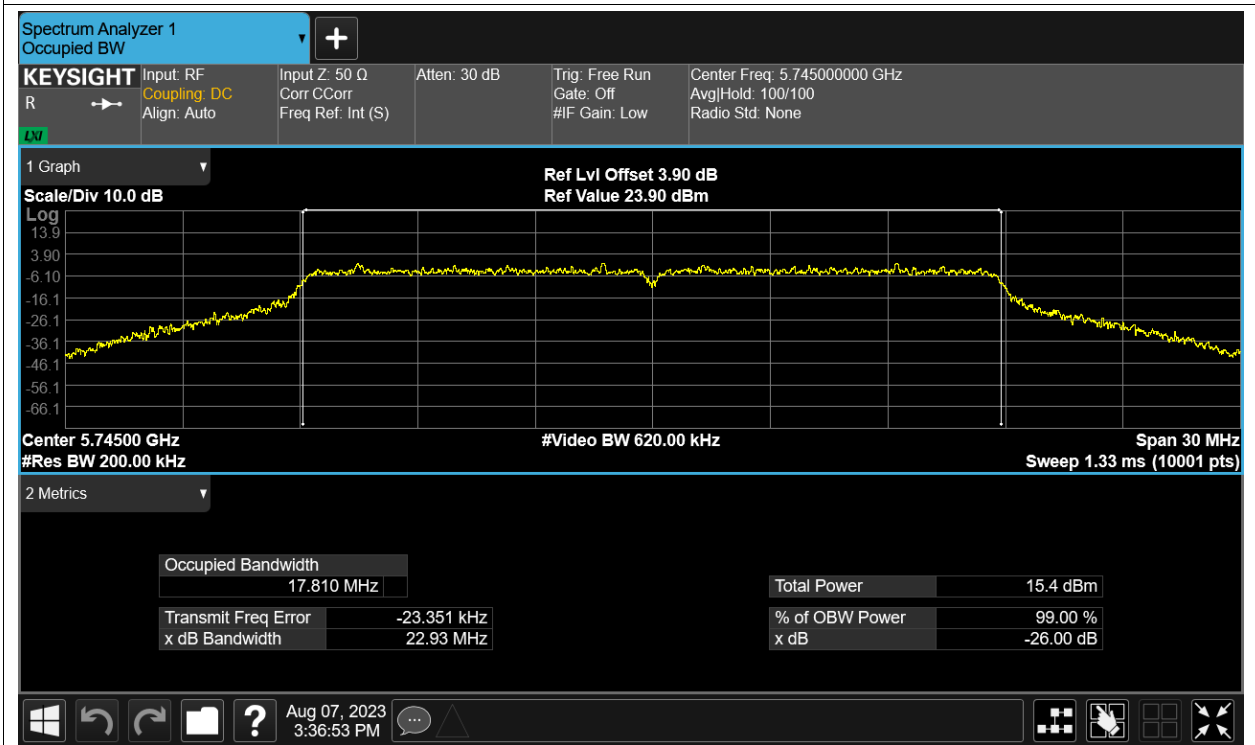 Spectrum Analyzer 1
Occupied BW
KEYSIGHT
R
LXI
Input: RF
Coupling: DC
Align: Auto
Input Z: 50 Ω
Corr CCorr
Freq Ref: Int (S)
Atten: 30 dB
Trig: Free Run
Gate: Off
#IF Gain: Low
Center Freq: 5.745000000 GHz
Avg|Hold: 100/100
Radio Std: None
1 Graph
Scale/Div 10.0 dB
Ref Lvl Offset 3.90 dB
Ref Value 23.90 dBm
Log
13.9
3.90
-6.10
-16.1
-26.1
-36.1
-46.1
-56.1
-66.1
Center 5.74500 GHz
#Video BW 620.00 kHz
Span 30 MHz
#Res BW 200.00 kHz
Sweep 1.33 ms (10001 pts)
2 Metrics
Occupied Bandwidth
17.810 MHz
Total Power 15.4 dBm
Transmit Freq Error -23.351 kHz
% of OBW Power 99.00 %
x dB Bandwidth 22.93 MHz
x dB -26.00 dB
?
Aug 07, 2023
3:36:53 PM